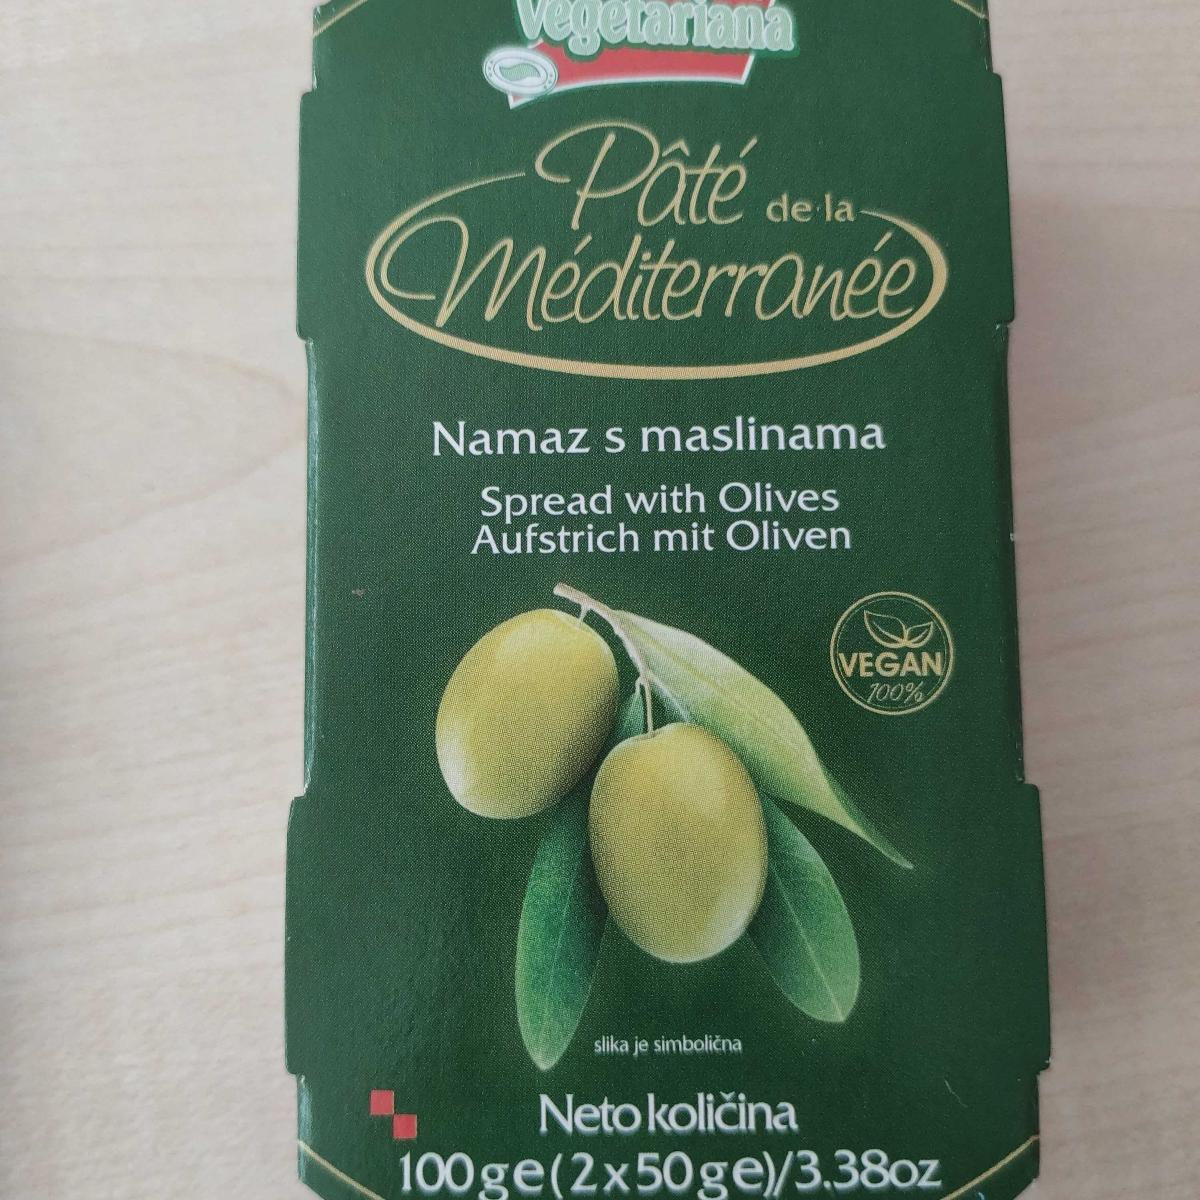 Vegetariana
Pâté de la
Méditerranée
Namaz s maslinama
Spread with Olives
Aufstrich mit Oliven
VEGAN
100%
slika je simbolična
Neto količina
100 g e (2 x 50 g e)/3.38oz